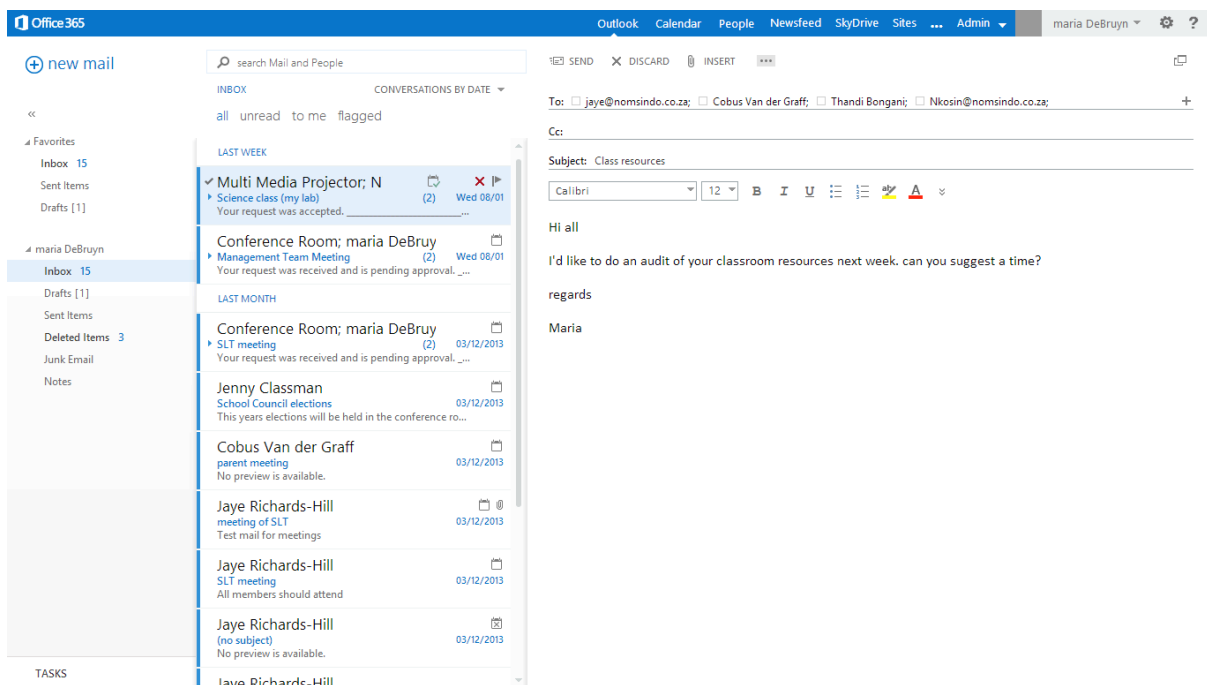 Office 365
Outlook Calendar People Newsfeed SkyDrive Sites ... Admin
maria DeBruyn ?
new mail
«
Favorites
Inbox 15
Sent Items
Drafts [1]
maria DeBruyn
Inbox 15
Drafts [1]
Sent Items
Deleted Items 3
Junk Email
Notes
TASKS
search Mail and People
INBOX CONVERSATIONS BY DATE
all unread to me flagged
LAST WEEK
Multi Media Projector; N
Science class (my lab) (2) Wed 08/01
Your request was accepted. ______________________...
Conference Room; maria DeBruy
Management Team Meeting (2) Wed 08/01
Your request was received and is pending approval. _...
LAST MONTH
Conference Room; maria DeBruy
SLT meeting (2) 03/12/2013
Your request was received and is pending approval. _...
Jenny Classman
School Council elections 03/12/2013
This years elections will be held in the conference ro...
Cobus Van der Graff
parent meeting 03/12/2013
No preview is available.
Jaye Richards-Hill
meeting of SLT 03/12/2013
Test mail for meetings
Jaye Richards-Hill
SLT meeting 03/12/2013
All members should attend
Jaye Richards-Hill
(no subject) 03/12/2013
No preview is available.
Jaye Richards-Hill
SEND DISCARD INSERT ...
To: jaye@nomsindo.co.za; Cobus Van der Graff; Thandi Bongani; Nkosin@nomsindo.co.za; +
Cc:
Subject: Class resources
Calibri 12 B I U aby A
Hi all
I'd like to do an audit of your classroom resources next week. can you suggest a time?
regards
Maria